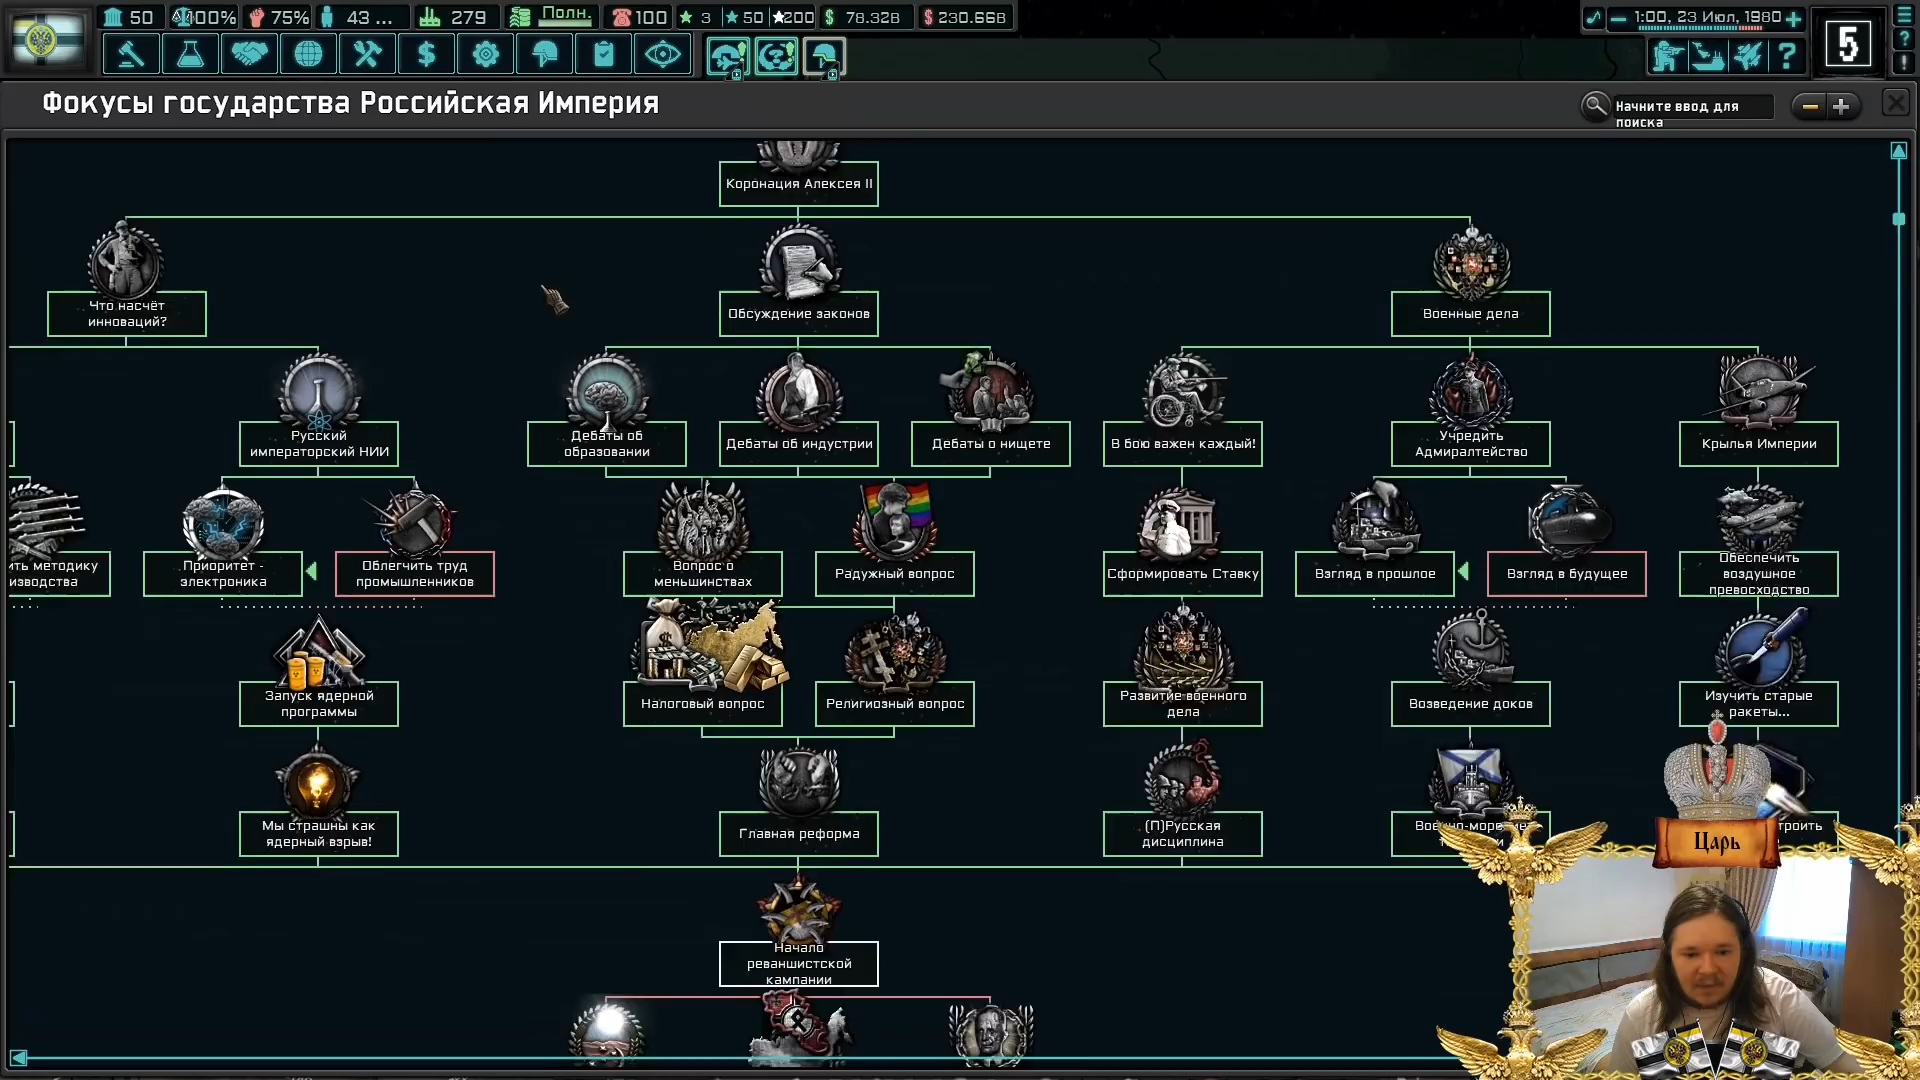 50
100%
75%
43 ...
279
Полн.
100
3
50
200
$ 78.32B
$ 230.66B
1:00, 23 Июл, 1980
5
Фокусы государства Российская Империя
Начните ввод для
поиска
Коронация Алексея II
Что насчёт
инноваций?
Обсуждение законов
Военные дела
Русский
императорский НИИ
Дебаты об
образовании
Дебаты об индустрии
Дебаты о нищете
В бою важен каждый!
Учредить
Адмиралтейство
Крылья Империи
ить методику
изводства
Приоритет -
электроника
Облегчить труд
промышленников
Вопрос о
меньшинствах
Радужный вопрос
Сформировать Ставку
Взгляд в прошлое
Взгляд в будущее
Обеспечить
воздушное
превосходство
Запуск ядерной
программы
Налоговый вопрос
Религиозный вопрос
Развитие военного
дела
Возведение доков
Изучить старые
ракеты...
Мы страшны как
ядерный взрыв!
Главная реформа
(П)Русская
дисциплина
троить
Царь
Начало
реваншистской
кампании